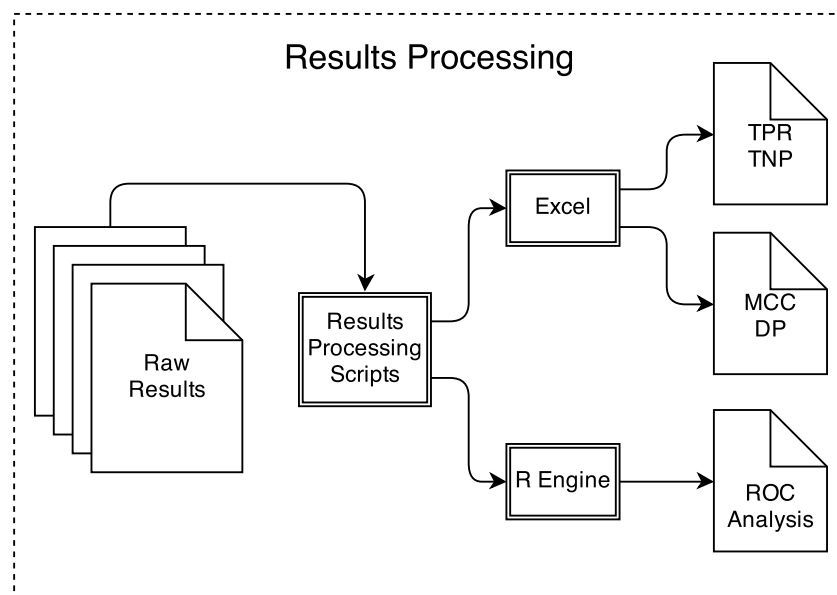 Results Processing
Raw
Results
Results
Processing
Scripts
Excel
R Engine
TPR
TNP
MCC
DP
ROC
Analysis